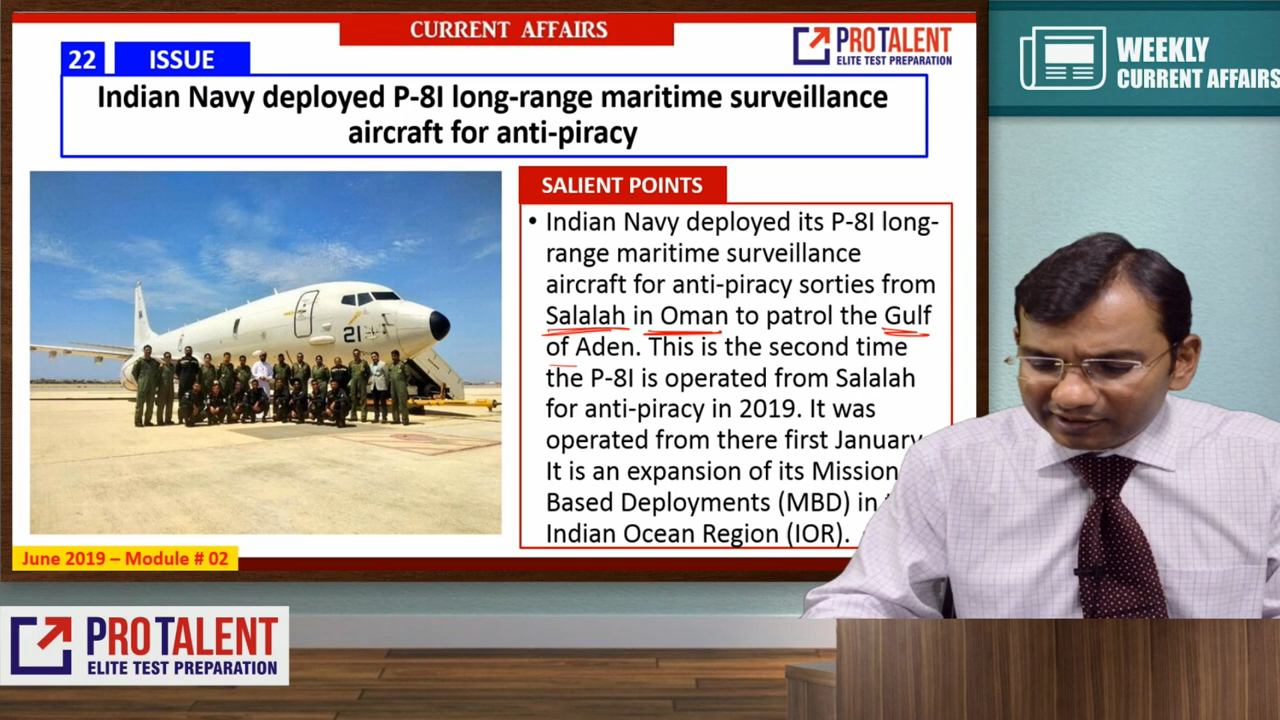 CURRENT AFFAIRS
PROTALENT
ELITE TEST PREPARATION
WEEKLY
CURRENT AFFAIRS
22 ISSUE
Indian Navy deployed P-8I long-range maritime surveillance
aircraft for anti-piracy
21
SALIENT POINTS
• Indian Navy deployed its P-8I long-
range maritime surveillance
aircraft for anti-piracy sorties from
Salalah in Oman to patrol the Gulf
of Aden. This is the second time
the P-8I is operated from Salalah
for anti-piracy in 2019. It was
operated from there first January
It is an expansion of its Mission
Based Deployments (MBD) in
Indian Ocean Region (IOR).
June 2019 – Module # 02
PROTALENT
ELITE TEST PREPARATION